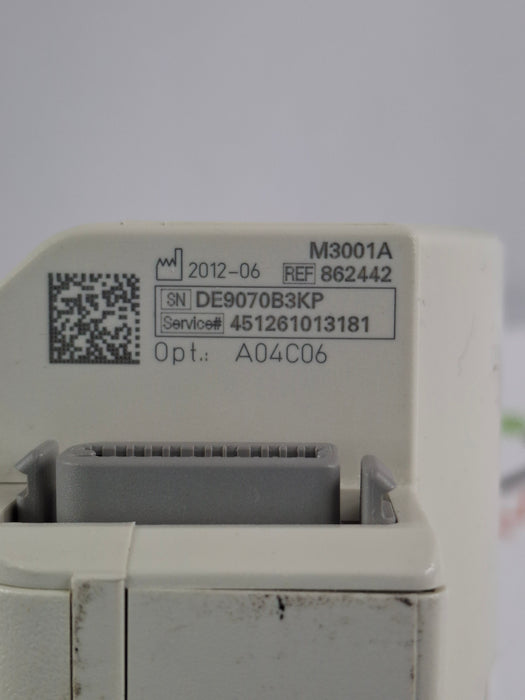 M3001A
2012-06 REF 862442
SN DE9070B3KP
Service# 451261013181
Opt.: A04C06